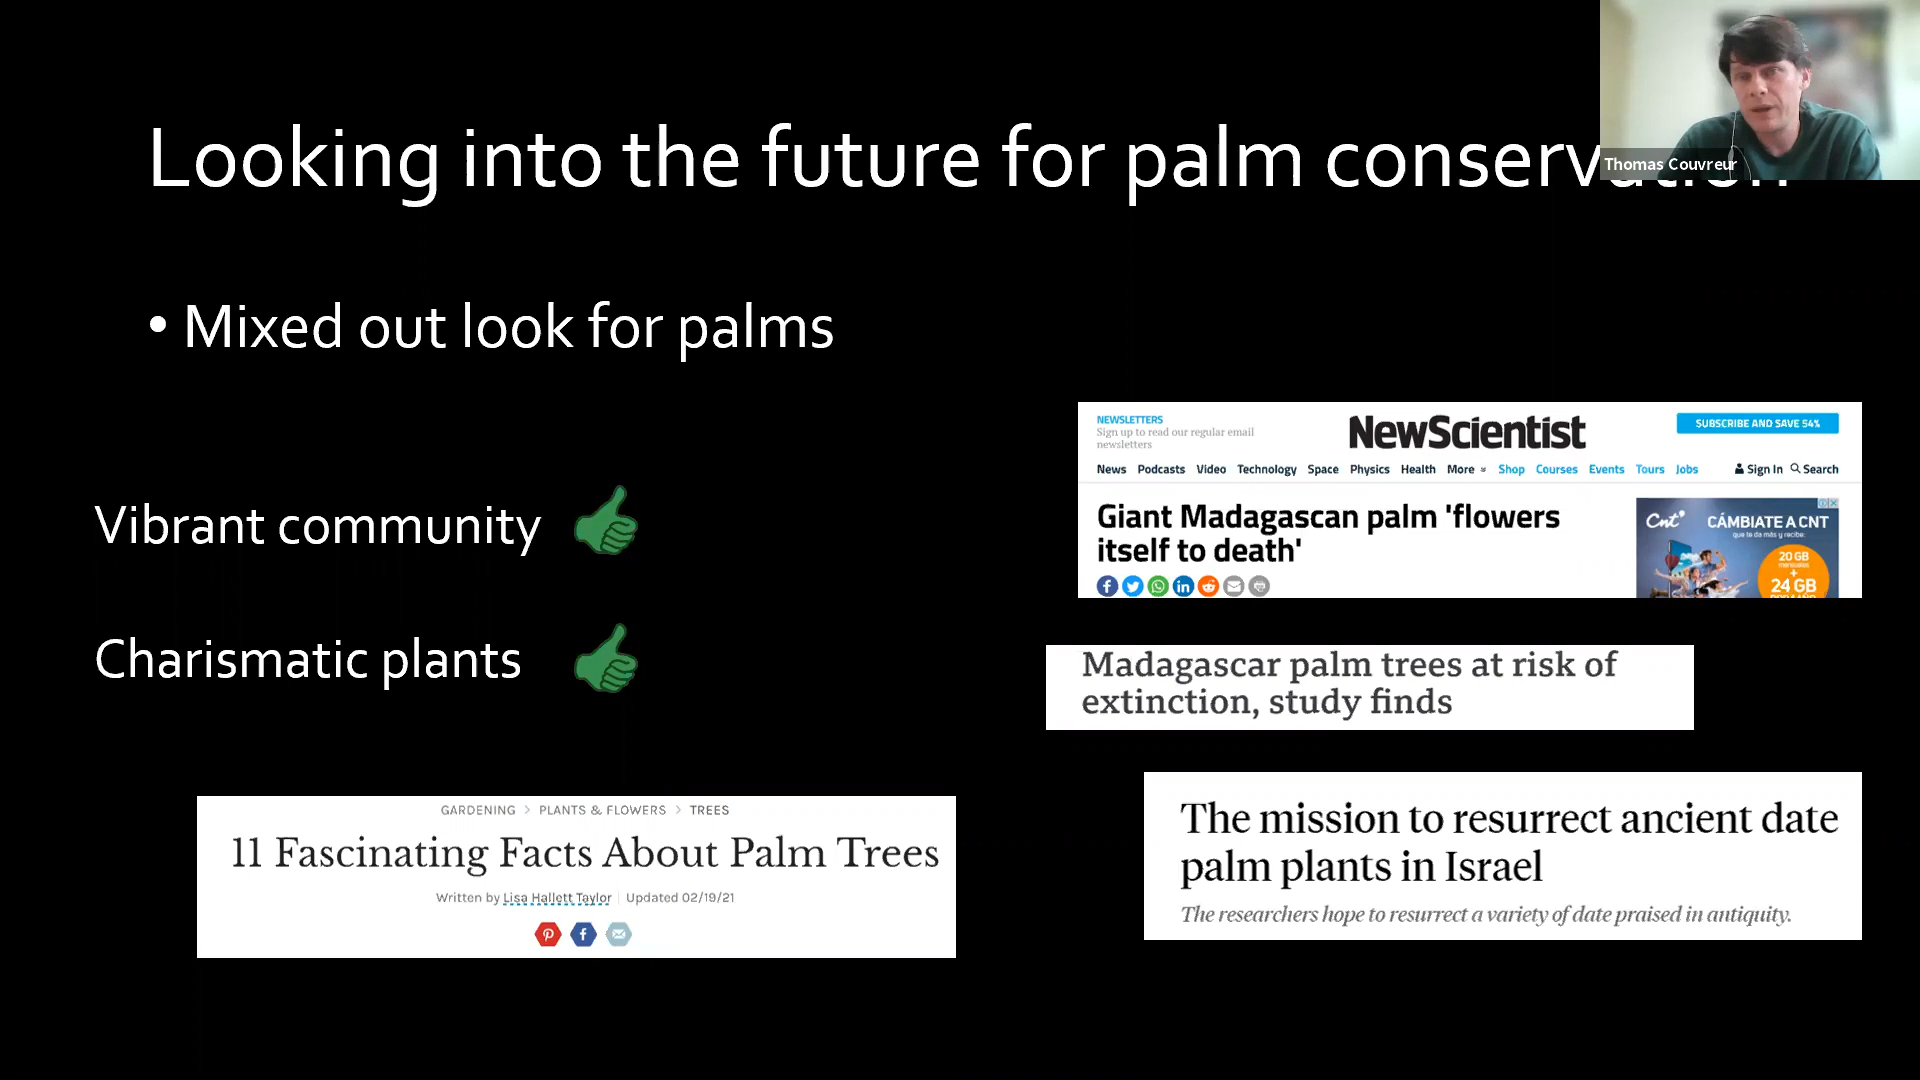 Looking into the future for palm conservation
Thomas Couvreur
• Mixed out look for palms
Vibrant community
Charismatic plants
NEWSLETTERS
Sign up to read our regular email
newsletters
NewScientist
SUBSCRIBE AND SAVE 54%
News Podcasts Video Technology Space Physics Health More Shop Courses Events Tours Jobs Sign In Search
Giant Madagascan palm 'flowers
itself to death'
Cnt
CÁMBIATE A CNT
que te da más y recibe:
20 GB
mensuales
+
24 GB
Madagascar palm trees at risk of
extinction, study finds
GARDENING > PLANTS & FLOWERS > TREES
11 Fascinating Facts About Palm Trees
Written by Lisa Hallett Taylor | Updated 02/19/21
The mission to resurrect ancient date
palm plants in Israel
The researchers hope to resurrect a variety of date praised in antiquity.